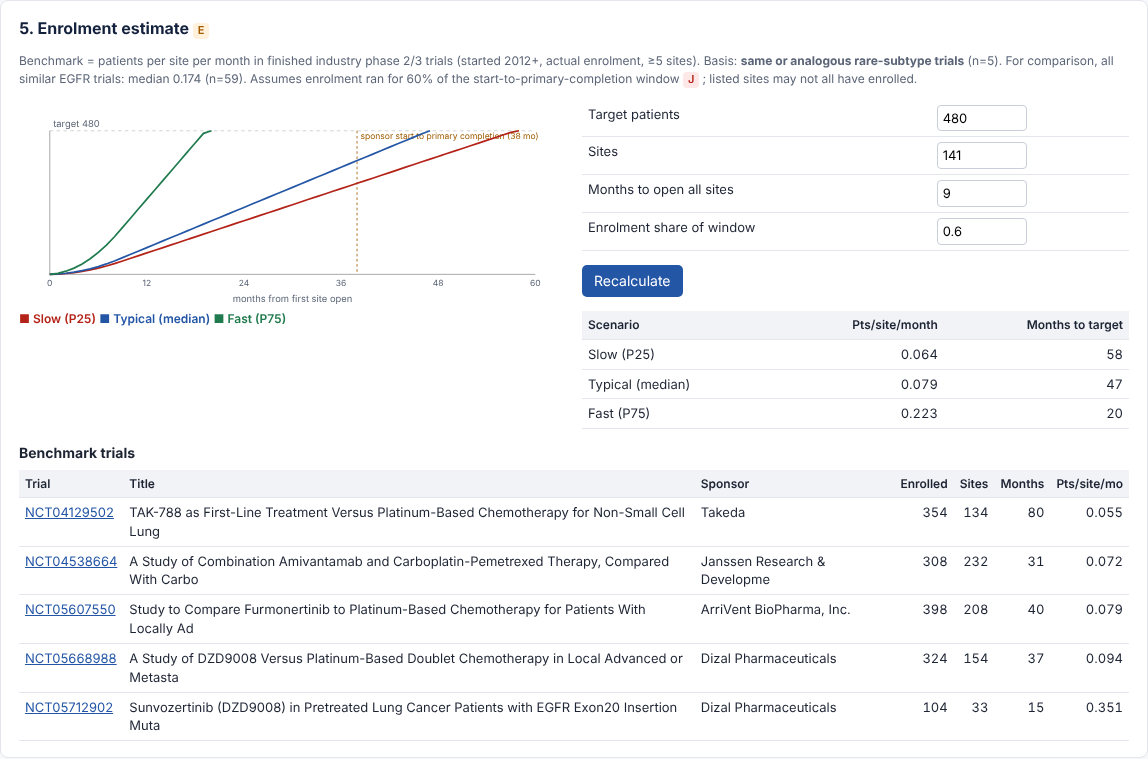 5. Enrolment estimate E
Benchmark = patients per site per month in finished industry phase 2/3 trials (started 2012+, actual enrolment, ≥5 sites). Basis: same or analogous rare-subtype trials (n=5). For comparison, all
similar EGFR trials: median 0.174 (n=59). Assumes enrolment ran for 60% of the start-to-primary-completion window J ; listed sites may not all have enrolled.
target 480
sponsor start to primary completion (38 mo)
0 12 24 36 48 60
months from first site open
Slow (P25) Typical (median) Fast (P75)
Target patients 480
Sites 141
Months to open all sites 9
Enrolment share of window 0.6
Recalculate
Scenario Pts/site/month Months to target
Slow (P25) 0.064 58
Typical (median) 0.079 47
Fast (P75) 0.223 20
Benchmark trials
Trial Title Sponsor Enrolled Sites Months Pts/site/mo
NCT04129502 TAK-788 as First-Line Treatment Versus Platinum-Based Chemotherapy for Non-Small Cell Takeda 354 134 80 0.055
Lung
NCT04538664 A Study of Combination Amivantamab and Carboplatin-Pemetrexed Therapy, Compared Janssen Research & 308 232 31 0.072
With Carbo Developme
NCT05607550 Study to Compare Furmonertinib to Platinum-Based Chemotherapy for Patients With ArriVent BioPharma, Inc. 398 208 40 0.079
Locally Ad
NCT05668988 A Study of DZD9008 Versus Platinum-Based Doublet Chemotherapy in Local Advanced or Dizal Pharmaceuticals 324 154 37 0.094
Metasta
NCT05712902 Sunvozertinib (DZD9008) in Pretreated Lung Cancer Patients with EGFR Exon20 Insertion Dizal Pharmaceuticals 104 33 15 0.351
Muta